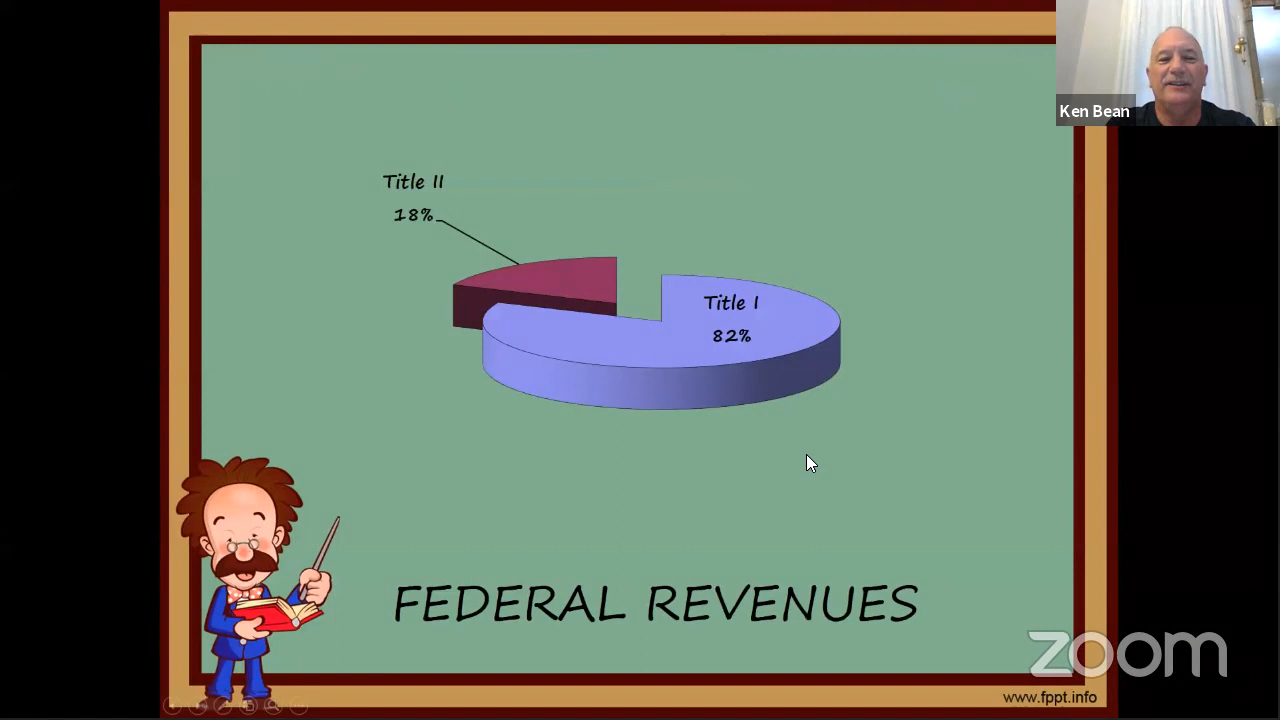 Ken Bean
Title II
18%
Title I
82%
FEDERAL REVENUES
zoom
www.fppt.info